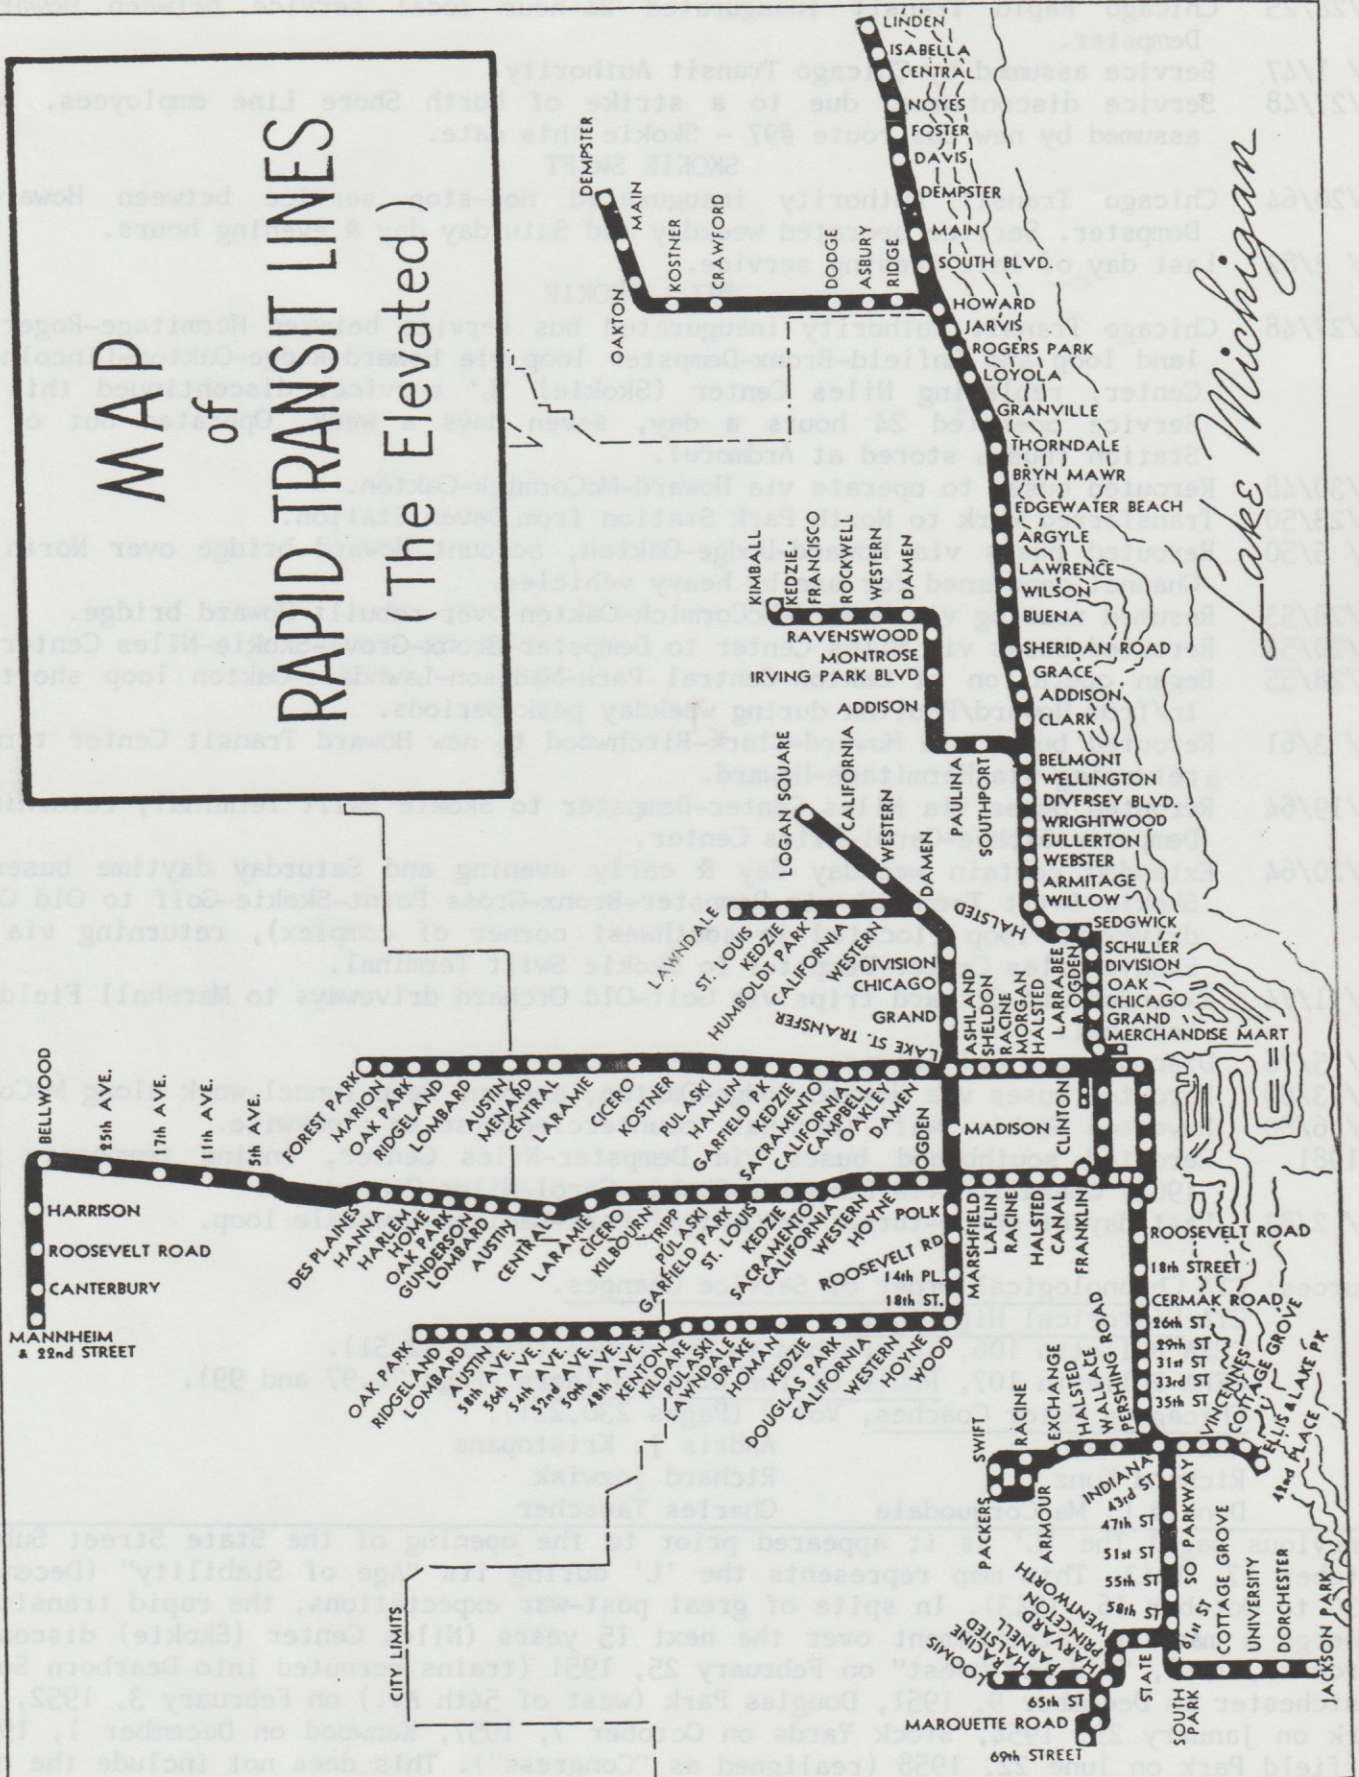 MAP
of
RAPID TRANSIT LINES
(The Elevated)
Lake Michigan
CITY LIMITS
LINDEN
ISABELLA
CENTRAL
NOYES
FOSTER
DAVIS
DEMPSTER
MAIN
SOUTH BLVD.
HOWARD
JARVIS
ROGERS PARK
LOYOLA
GRANVILLE
THORNDALE
BRYN MAWR
EDGEWATER BEACH
ARGYLE
LAWRENCE
WILSON
BUENA
SHERIDAN ROAD
GRACE
ADDISON
CLARK
BELMONT
WELLINGTON
DIVERSEY BLVD.
WRIGHTWOOD
FULLERTON
WEBSTER
ARMITAGE
WILLOW
HALSTED
SEDGWICK
LARRABEE
OGDEN
SCHILLER
DIVISION
OAK
CHICAGO
GRAND
MERCHANDISE MART
DEMPSTER
MAIN
OAKTON
KOSTNER
CRAWFORD
DODGE
ASBURY
RIDGE
KIMBALL
KEDZIE
FRANCISCO
ROCKWELL
WESTERN
DAMEN
RAVENSWOOD
MONTROSE
IRVING PARK BLVD
ADDISON
PAULINA
SOUTHPORT
LOGAN SQUARE
CALIFORNIA
WESTERN
DAMEN
LAWNDALE
ST. LOUIS
KEDZIE
HUMBOLDT PARK
CALIFORNIA
WESTERN
DIVISION
CHICAGO
GRAND
LAKE ST. TRANSFER
FOREST PARK
MARION
OAK PARK
RIDGELAND
LOMBARD
AUSTIN
MENARD
CENTRAL
LARAMIE
CICERO
KOSTNER
PULASKI
HAMLIN
GARFIELD PARK
KEDZIE
SACRAMENTO
CALIFORNIA
CAMPBELL
OAKLEY
DAMEN
ASHLAND
SHELDON
RACINE
MORGAN
HALSTED
CLINTON
MADISON
BELLWOOD
25th AVE.
17th AVE.
11th AVE.
5th AVE.
HARRISON
ROOSEVELT ROAD
CANTERBURY
MANNHEIM
& 22nd STREET
DES PLAINES
HANNAH
HARLEM
HOME
OAK PARK
GUNDERSON
LOMBARD
AUSTIN
CENTRAL
LARAMIE
CICERO
KILBOURN
TRIPP
PULASKI
GARFIELD PARK
ST. LOUIS
KEDZIE
SACRAMENTO
CALIFORNIA
WESTERN
HOYNE
OGDEN
MARSHFIELD
LAFLIN
RACINE
HALSTED
CANAL
FRANKLIN
POLK
ROOSEVELT RD
14th PL.
18th ST.
OAK PARK
RIDGELAND
LOMBARD
AUSTIN
58th AVE
56th AVE
54th AVE
52nd AVE.
50th AVE.
48th AVE.
KENTON
KILDARE
PULASKI
LAWNDALE
DRAKE
HOMAN
KEDZIE
DOUGLAS PARK
CALIFORNIA
WESTERN
HOYNE
WOOD
ROOSEVELT ROAD
18th STREET
CERMAK ROAD
26th ST.
29th ST
31st ST
33rd ST
35th ST
PERSHING ROAD
WALLACE
HALSTED
EXCHANGE
RACINE
SWIFT
PACKERS
ARMOUR
INDIANA
VINCENNES
COTTAGE GROVE
ELLIS & LAKE PK
42nd PLACE
43rd ST
47th ST
51st ST
55th ST
58th ST
61st ST
STATE ST
WENTWORTH
PRINCETON
HARVARD
PARNELL
HALSTED
RACINE
LOOMIS
65th ST
MAROUETTE ROAD
69th STREET
SO PARKWAY
SOUTH PARK
COTTAGE GROVE
UNIVERSITY
DORCHESTER
JACKSON PARK